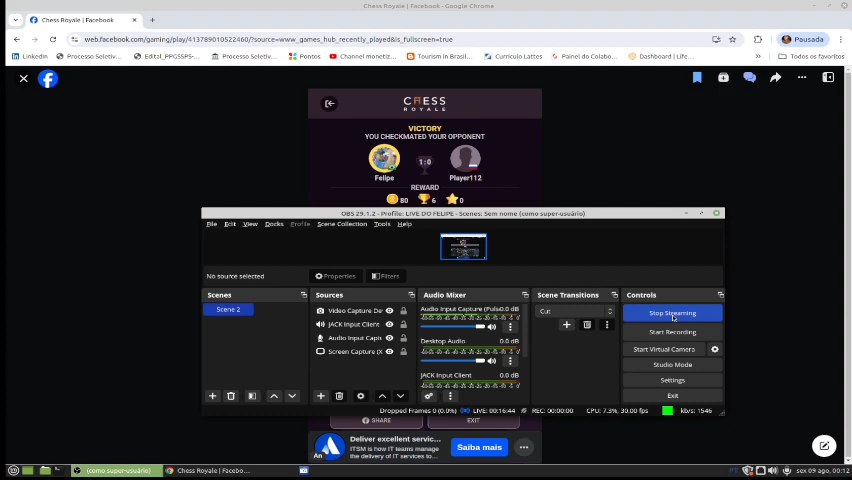 Chess Royale | Facebook - Google Chrome
Chess Royale | Facebook
web.facebook.com/gaming/play/413789010522460/?source=www_games_hub_recently_played&is_fullscreen=true
Pausada
LinkedIn
Processo Seletiv...
Edital_PPGSSPS-...
Processo Seletiv...
Pontos
Channel monetiz...
Tourism in Brasil...
Currículo Lattes
Painel do Colabo...
Dashboard | Life...
Todos os favoritos
CHESS
ROYALE
VICTORY
YOU CHECKMATED YOUR OPPONENT
1:0
Felipe
Player112
REWARD
80
6
0
OBS 29.1.2 - Profile: LIVE DO FELIPE - Scenes: Sem nome (como super-usuário)
File Edit View Docks Profile Scene Collection Tools Help
No source selected
Properties
Filters
Scenes
Sources
Audio Mixer
Scene Transitions
Controls
Scene 2
Video Capture De
JACK Input Client
Audio Input Captu
Screen Capture (X
Audio Input Capture (Pulse
0.0 dB
Desktop Audio
0.0 dB
JACK Input Client
0.0 dB
Cut
Stop Streaming
Start Recording
Start Virtual Camera
Studio Mode
Settings
Exit
Dropped Frames 0 (0.0%)
LIVE: 00:16:44
REC: 00:00:00
CPU: 7.3%, 30.00 fps
kb/s: 1546
SHARE
EXIT
Deliver excellent servic...
ITSM is how IT teams manage
the delivery of IT services to...
An
Saiba mais
(como super-usuário)
Chess Royale | Facebo...
PT
sex 09 ago, 00:12